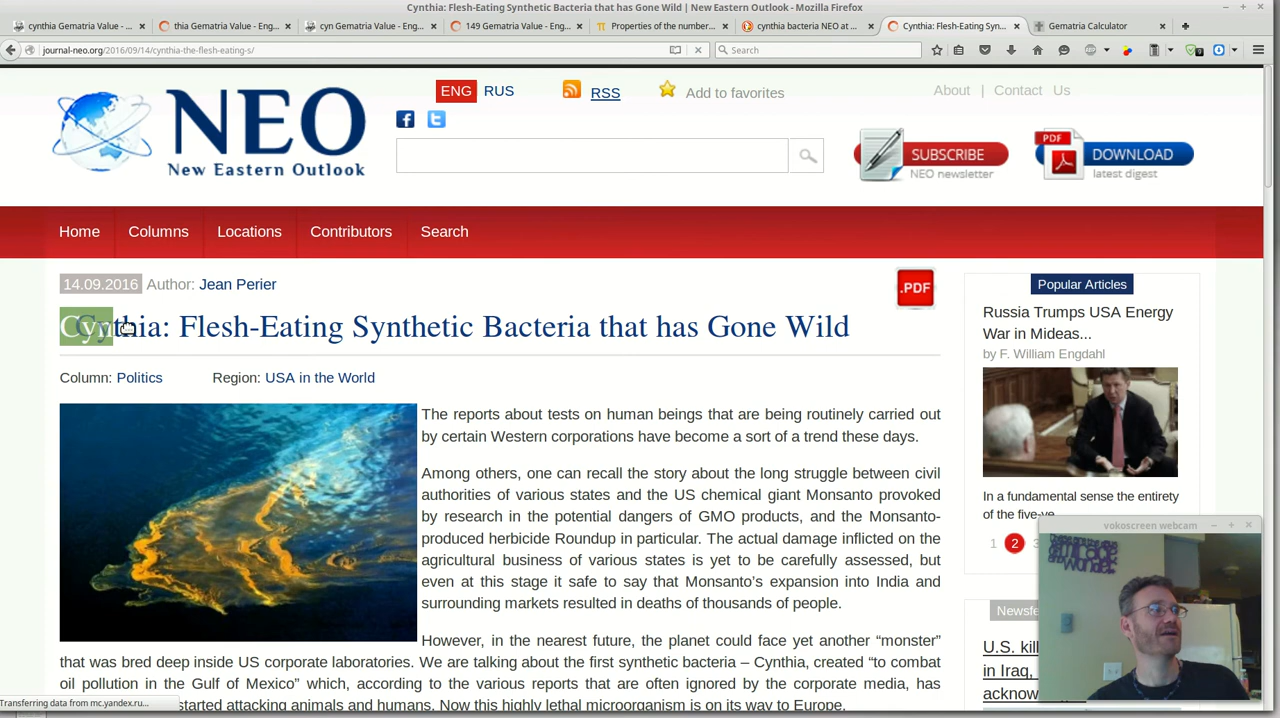 Cynthia: Flesh-Eating Synthetic Bacteria that has Gone Wild | New Eastern Outlook - Mozilla Firefox
cynthia Gematria Value - ...
thia Gematria Value - Eng...
cyn Gematria Value - Eng...
149 Gematria Value - Eng...
Properties of the number...
cynthia bacteria NEO at ...
Cynthia: Flesh-Eating Syn...
Gematria Calculator
journal-neo.org/2016/09/14/cynthia-the-flesh-eating-s/
Search
ENG RUS
RSS
Add to favorites
About | Contact Us
NEO
New Eastern Outlook
SUBSCRIBE
NEO newsletter
PDF
DOWNLOAD
latest digest
Home
Columns
Locations
Contributors
Search
14.09.2016 Author: Jean Perier
.PDF
Cynthia: Flesh-Eating Synthetic Bacteria that has Gone Wild
Column: Politics
Region: USA in the World
The reports about tests on human beings that are being routinely carried out
by certain Western corporations have become a sort of a trend these days.
Among others, one can recall the story about the long struggle between civil
authorities of various states and the US chemical giant Monsanto provoked
by research in the potential dangers of GMO products, and the Monsanto-
produced herbicide Roundup in particular. The actual damage inflicted on the
agricultural business of various states is yet to be carefully assessed, but
even at this stage it safe to say that Monsanto's expansion into India and
surrounding markets resulted in deaths of thousands of people.
However, in the nearest future, the planet could face yet another “monster”
that was bred deep inside US corporate laboratories. We are talking about the first synthetic bacteria – Cynthia, created “to combat
oil pollution in the Gulf of Mexico” which, according to the various reports that are often ignored by the corporate media, has
started attacking animals and humans. Now this highly lethal microorganism is on its way to Europe.
Transferring data from mc.yandex.ru...
Popular Articles
Russia Trumps USA Energy
War in Mideas...
by F. William Engdahl
In a fundamental sense the entirety
of the five-ye
1 2 3
Newsfe
U.S. kil
in Iraq,
acknow
vokoscreen webcam